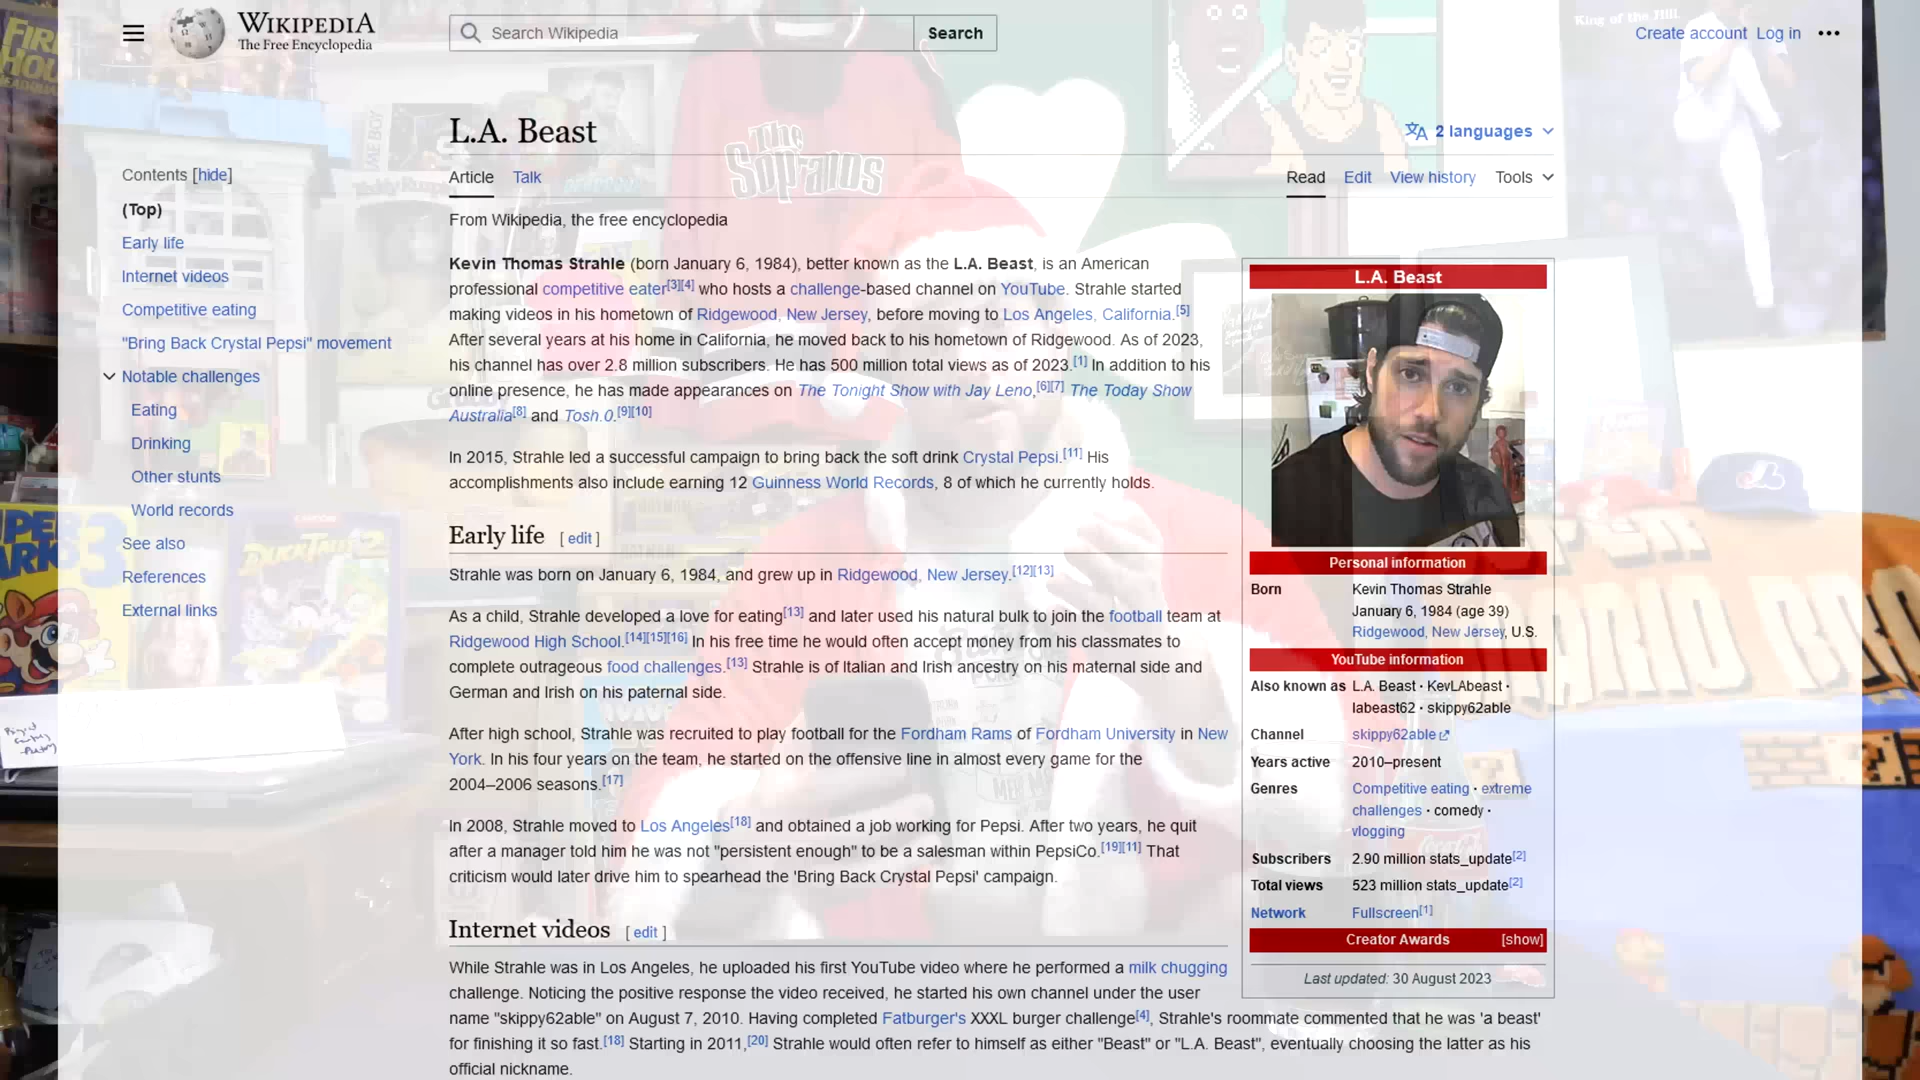 WIKIPEDIA
The Free Encyclopedia
Search Wikipedia
Search
Create account Log in
King of the Hill
L.A. Beast
2 languages
Article Talk
Read Edit View history Tools
From Wikipedia, the free encyclopedia
Contents [hide]
(Top)
Early life
Internet videos
Competitive eating
"Bring Back Crystal Pepsi" movement
Notable challenges
Eating
Drinking
Other stunts
World records
See also
References
External links
Kevin Thomas Strahle (born January 6, 1984), better known as the L.A. Beast, is an American
professional competitive eater[3][4] who hosts a challenge-based channel on YouTube. Strahle started
making videos in his hometown of Ridgewood, New Jersey, before moving to Los Angeles, California.[5]
After several years at his home in California, he moved back to his hometown of Ridgewood. As of 2023,
his channel has over 2.8 million subscribers. He has 500 million total views as of 2023.[1] In addition to his
online presence, he has made appearances on The Tonight Show with Jay Leno,[6][7] The Today Show
Australia[8] and Tosh.0.[9][10]
In 2015, Strahle led a successful campaign to bring back the soft drink Crystal Pepsi.[11] His
accomplishments also include earning 12 Guinness World Records, 8 of which he currently holds.
Early life [ edit ]
Strahle was born on January 6, 1984, and grew up in Ridgewood, New Jersey.[12][13]
As a child, Strahle developed a love for eating[13] and later used his natural bulk to join the football team at
Ridgewood High School.[14][15][16] In his free time he would often accept money from his classmates to
complete outrageous food challenges.[13] Strahle is of Italian and Irish ancestry on his maternal side and
German and Irish on his paternal side.
After high school, Strahle was recruited to play football for the Fordham Rams of Fordham University in New
York. In his four years on the team, he started on the offensive line in almost every game for the
2004–2006 seasons.[17]
In 2008, Strahle moved to Los Angeles[18] and obtained a job working for Pepsi. After two years, he quit
after a manager told him he was not "persistent enough" to be a salesman within PepsiCo.[19][11] That
criticism would later drive him to spearhead the 'Bring Back Crystal Pepsi' campaign.
Internet videos [ edit ]
While Strahle was in Los Angeles, he uploaded his first YouTube video where he performed a milk chugging
challenge. Noticing the positive response the video received, he started his own channel under the user
name "skippy62able" on August 7, 2010. Having completed Fatburger's XXXL burger challenge[4], Strahle's roommate commented that he was 'a beast'
for finishing it so fast.[18] Starting in 2011,[20] Strahle would often refer to himself as either "Beast" or "L.A. Beast", eventually choosing the latter as his
official nickname.
L.A. Beast
Personal information
Born Kevin Thomas Strahle
January 6, 1984 (age 39)
Ridgewood, New Jersey, U.S.
YouTube information
Also known as L.A. Beast · KevLAbeast ·
labeast62 · skippy62able
Channel skippy62able
Years active 2010–present
Genres Competitive eating · extreme
challenges · comedy ·
vlogging
Subscribers 2.90 million stats_update[2]
Total views 523 million stats_update[2]
Network Fullscreen[1]
Creator Awards [show]
Last updated: 30 August 2023
The
Sopranos
DUCKTALES 2